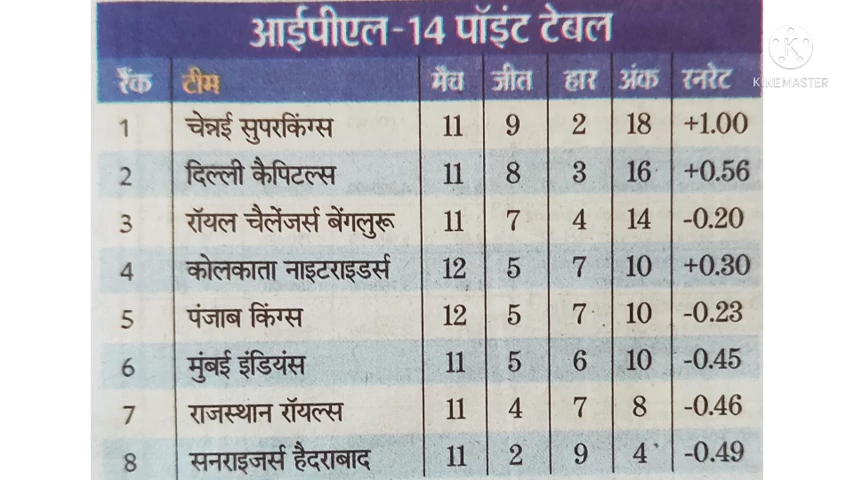 आईपीएल-14 पॉइंट टेबल
रैंक टीम मैच जीत हार अंक रनरेट
KINEMASTER
1 चेन्नई सुपरकिंग्स 11 9 2 18 +1.00
2 दिल्ली कैपिटल्स 11 8 3 16 +0.56
3 रॉयल चैलेंजर्स बेंगलुरू 11 7 4 14 -0.20
4 कोलकाता नाइटराइडर्स 12 5 7 10 +0.30
5 पंजाब किंग्स 12 5 7 10 -0.23
6 मुंबई इंडियंस 11 5 6 10 -0.45
7 राजस्थान रॉयल्स 11 4 7 8 -0.46
8 सनराइजर्स हैदराबाद 11 2 9 4 -0.49